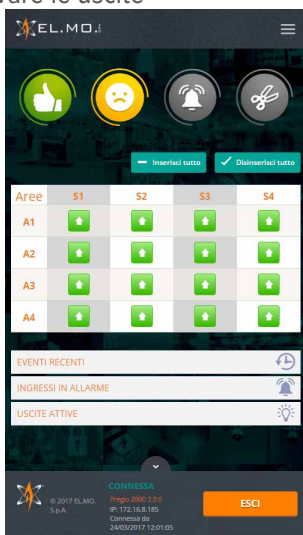 EL.MO.
Inserisci tutto
Disinserisci tutto
Aree S1 S2 S3 S4
A1
A2
A3
A4
EVENTI RECENTI
INGRESSI IN ALLARME
USCITE ATTIVE
© 2017 EL.MO. S.p.A.
CONNESSA
Pregio 2000 2.3.0
IP: 172.16.8.185
Connessa da
24/03/2017 12:01:05
ESCI